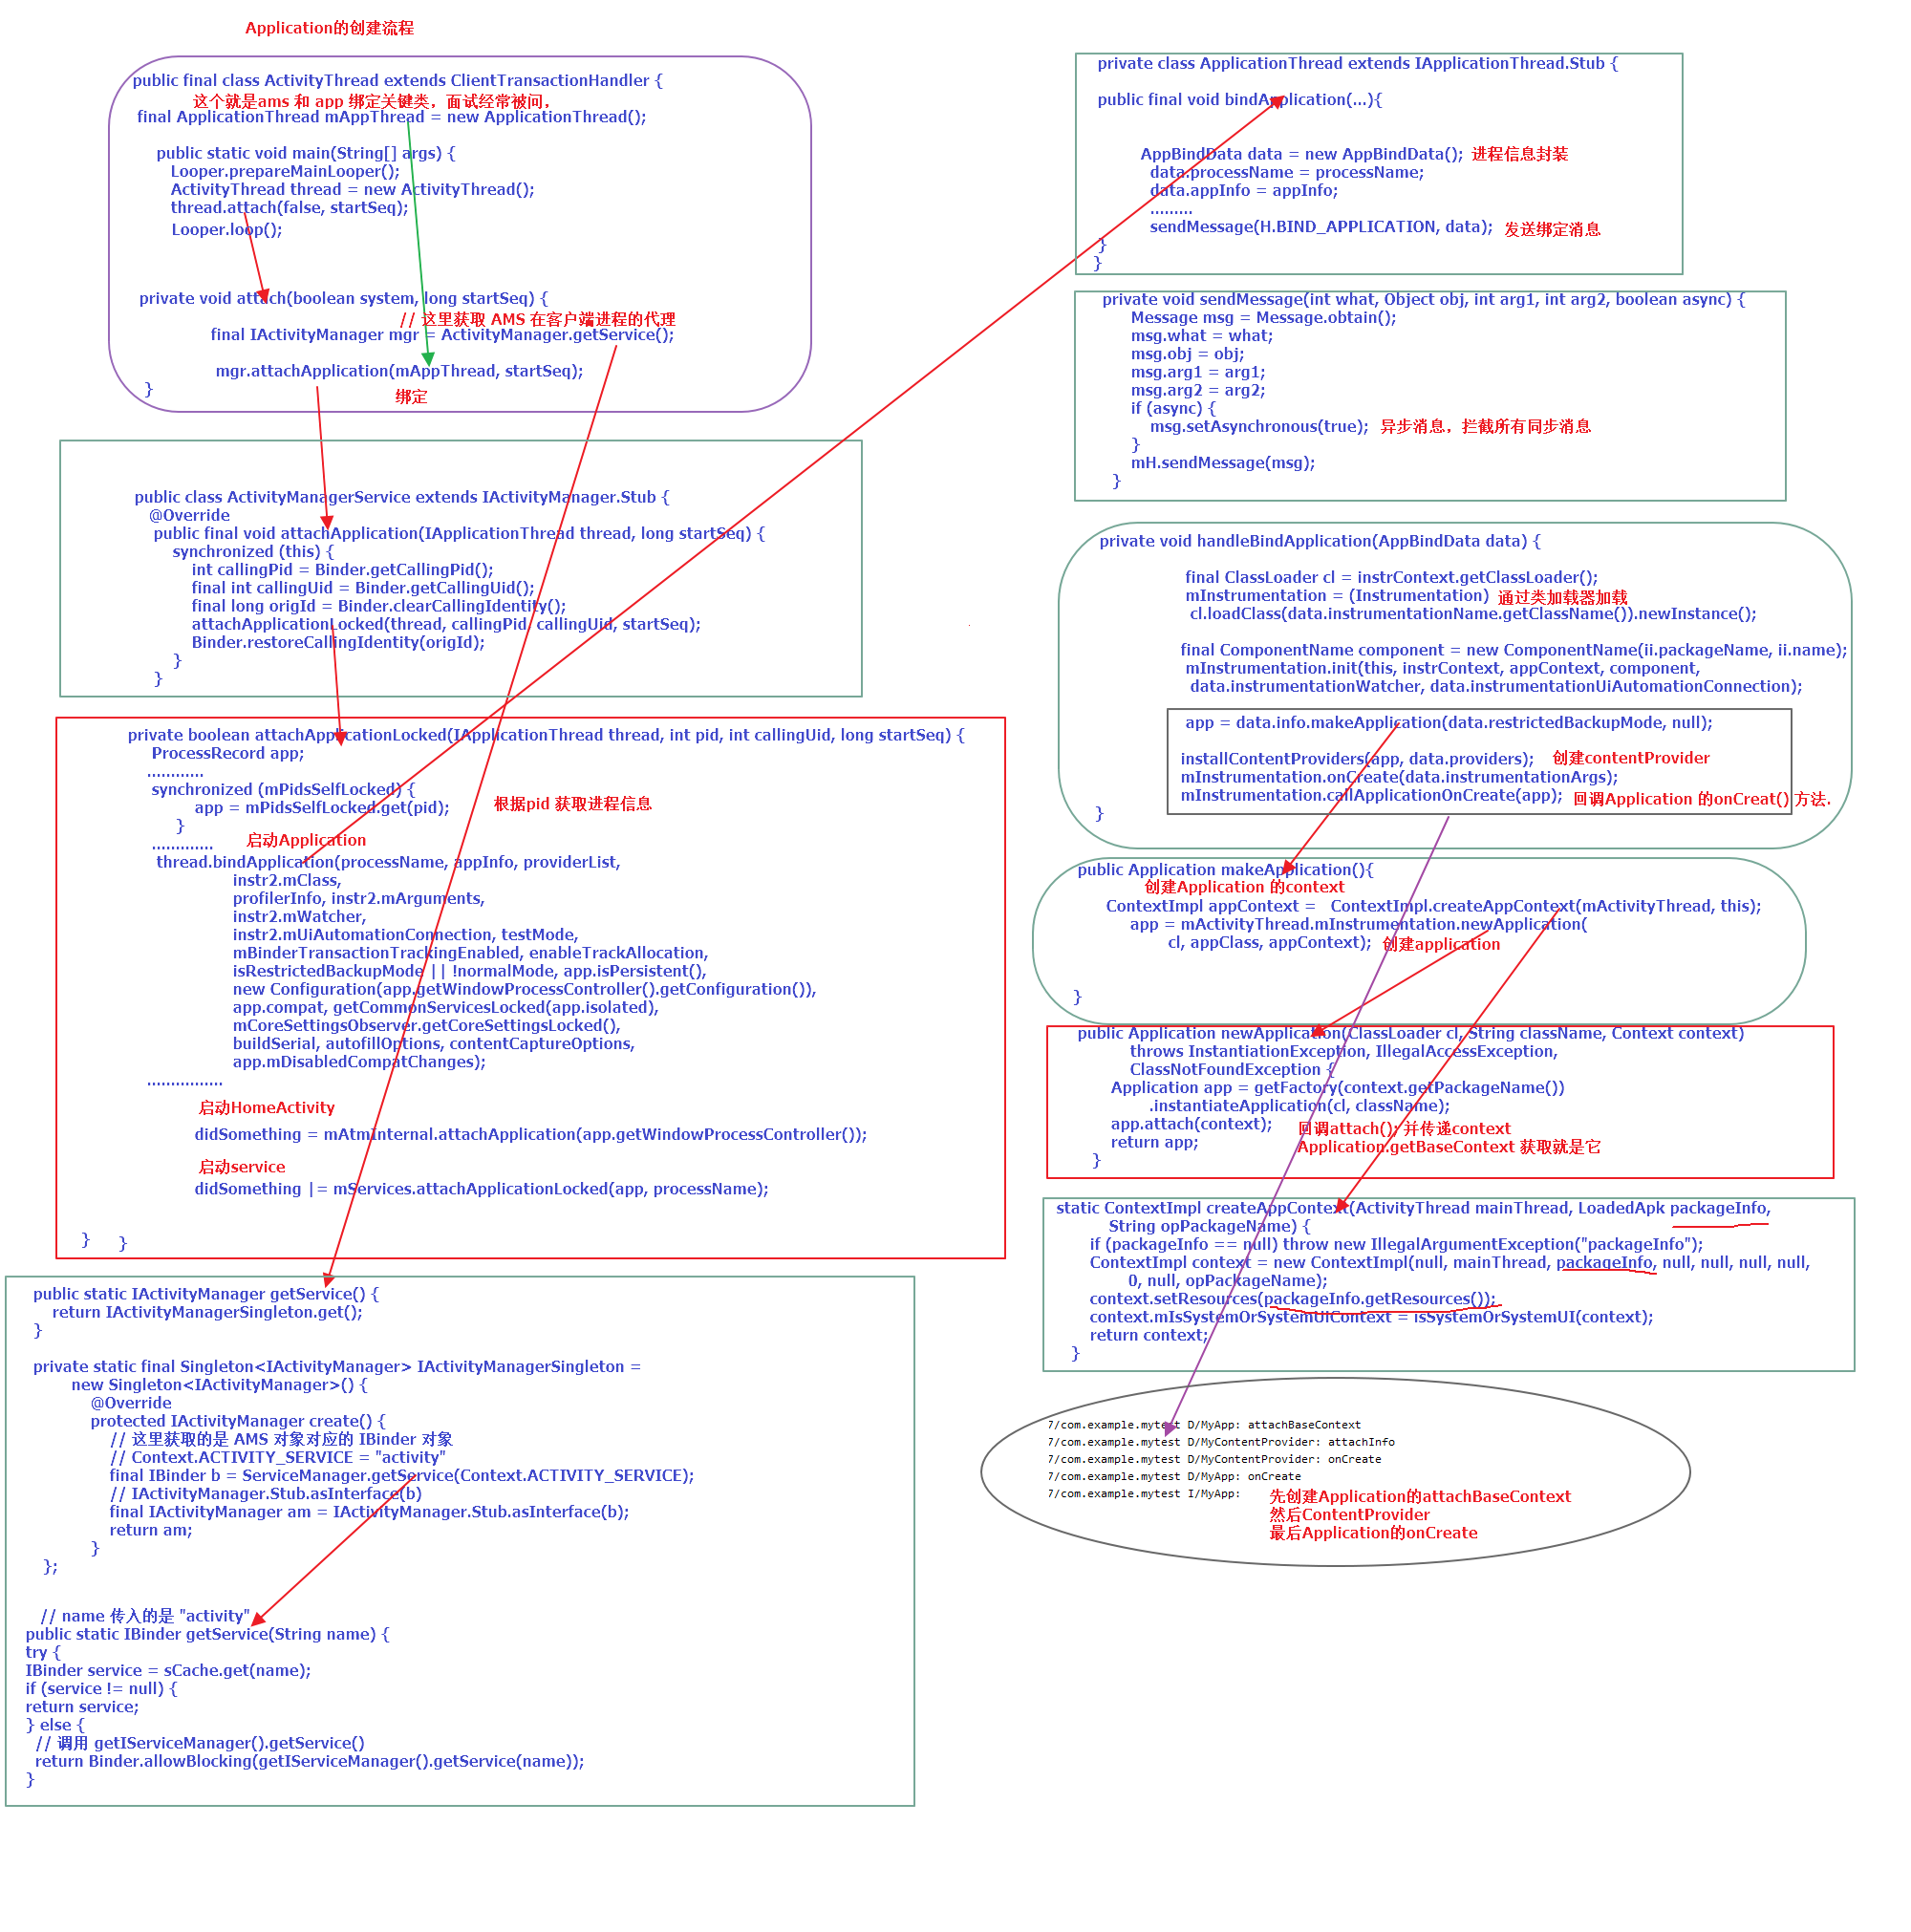 Application的创建流程
public final class ActivityThread extends ClientTransactionHandler {
这个就是ams 和 app 绑定关键类，面试经常被问，
final ApplicationThread mAppThread = new ApplicationThread();
public static void main(String[] args) {
Looper.prepareMainLooper();
ActivityThread thread = new ActivityThread();
thread.attach(false, startSeq);
Looper.loop();
private void attach(boolean system, long startSeq) {
// 这里获取 AMS 在客户端进程的代理
final IActivityManager mgr = ActivityManager.getService();
mgr.attachApplication(mAppThread, startSeq);
}
绑定
public class ActivityManagerService extends IActivityManager.Stub {
@Override
public final void attachApplication(IApplicationThread thread, long startSeq) {
synchronized (this) {
int callingPid = Binder.getCallingPid();
final int callingUid = Binder.getCallingUid();
final long origId = Binder.clearCallingIdentity();
attachApplicationLocked(thread, callingPid, callingUid, startSeq);
Binder.restoreCallingIdentity(origId);
}
}
private boolean attachApplicationLocked(IApplicationThread thread, int pid, int callingUid, long startSeq) {
ProcessRecord app;
............
synchronized (mPidsSelfLocked) {
app = mPidsSelfLocked.get(pid); 根据pid 获取进程信息
}
............. 启动Application
thread.bindApplication(processName, appInfo, providerList,
instr2.mClass,
profilerInfo, instr2.mArguments,
instr2.mWatcher,
instr2.mUiAutomationConnection, testMode,
mBinderTransactionTrackingEnabled, enableTrackAllocation,
isRestrictedBackupMode || !normalMode, app.isPersistent(),
new Configuration(app.getWindowProcessController().getConfiguration()),
app.compat, getCommonServicesLocked(app.isolated),
mCoreSettingsObserver.getCoreSettingsLocked(),
buildSerial, autofillOptions, contentCaptureOptions,
app.mDisabledCompatChanges);
................
启动HomeActivity
didSomething = mAtmInternal.attachApplication(app.getWindowProcessController());
启动service
didSomething |= mServices.attachApplicationLocked(app, processName);
} }
public static IActivityManager getService() {
return IActivityManagerSingleton.get();
}
private static final Singleton<IActivityManager> IActivityManagerSingleton =
new Singleton<IActivityManager>() {
@Override
protected IActivityManager create() {
// 这里获取的是 AMS 对象对应的 IBinder 对象
// Context.ACTIVITY_SERVICE = "activity"
final IBinder b = ServiceManager.getService(Context.ACTIVITY_SERVICE);
// IActivityManager.Stub.asInterface(b)
final IActivityManager am = IActivityManager.Stub.asInterface(b);
return am;
}
};
// name 传入的是 "activity"
public static IBinder getService(String name) {
try {
IBinder service = sCache.get(name);
if (service != null) {
return service;
} else {
// 调用 getIServiceManager().getService()
return Binder.allowBlocking(getIServiceManager().getService(name));
}
private class ApplicationThread extends IApplicationThread.Stub {
public final void bindApplication(...){
AppBindData data = new AppBindData(); 进程信息封装
data.processName = processName;
data.appInfo = appInfo;
.........
sendMessage(H.BIND_APPLICATION, data); 发送绑定消息
}
}
private void sendMessage(int what, Object obj, int arg1, int arg2, boolean async) {
Message msg = Message.obtain();
msg.what = what;
msg.obj = obj;
msg.arg1 = arg1;
msg.arg2 = arg2;
if (async) {
msg.setAsynchronous(true); 异步消息，拦截所有同步消息
}
mH.sendMessage(msg);
}
private void handleBindApplication(AppBindData data) {
final ClassLoader cl = instrContext.getClassLoader();
mInstrumentation = (Instrumentation) 通过类加载器加载
cl.loadClass(data.instrumentationName.getClassName()).newInstance();
final ComponentName component = new ComponentName(ii.packageName, ii.name);
mInstrumentation.init(this, instrContext, appContext, component,
data.instrumentationWatcher, data.instrumentationUiAutomationConnection);
app = data.info.makeApplication(data.restrictedBackupMode, null);
installContentProviders(app, data.providers); 创建contentProvider
mInstrumentation.onCreate(data.instrumentationArgs);
mInstrumentation.callApplicationOnCreate(app); 回调Application 的onCreat() 方法.
}
public Application makeApplication(){
创建Application 的context
ContextImpl appContext = ContextImpl.createAppContext(mActivityThread, this);
app = mActivityThread.mInstrumentation.newApplication(
cl, appClass, appContext); 创建application
}
public Application newApplication(ClassLoader cl, String className, Context context)
throws InstantiationException, IllegalAccessException,
ClassNotFoundException {
Application app = getFactory(context.getPackageName())
.instantiateApplication(cl, className);
app.attach(context); 回调attach(); 并传递context
return app; Application.getBaseContext 获取就是它
}
static ContextImpl createAppContext(ActivityThread mainThread, LoadedApk packageInfo,
String opPackageName) {
if (packageInfo == null) throw new IllegalArgumentException("packageInfo");
ContextImpl context = new ContextImpl(null, mainThread, packageInfo, null, null, null, null,
0, null, opPackageName);
context.setResources(packageInfo.getResources());
context.mIsSystemOrSystemUiContext = isSystemOrSystemUI(context);
return context;
}
7/com.example.mytest D/MyApp: attachBaseContext
7/com.example.mytest D/MyContentProvider: attachInfo
7/com.example.mytest D/MyContentProvider: onCreate
7/com.example.mytest D/MyApp: onCreate
7/com.example.mytest I/MyApp:
先创建Application的attachBaseContext
然后ContentProvider
最后Application的onCreate